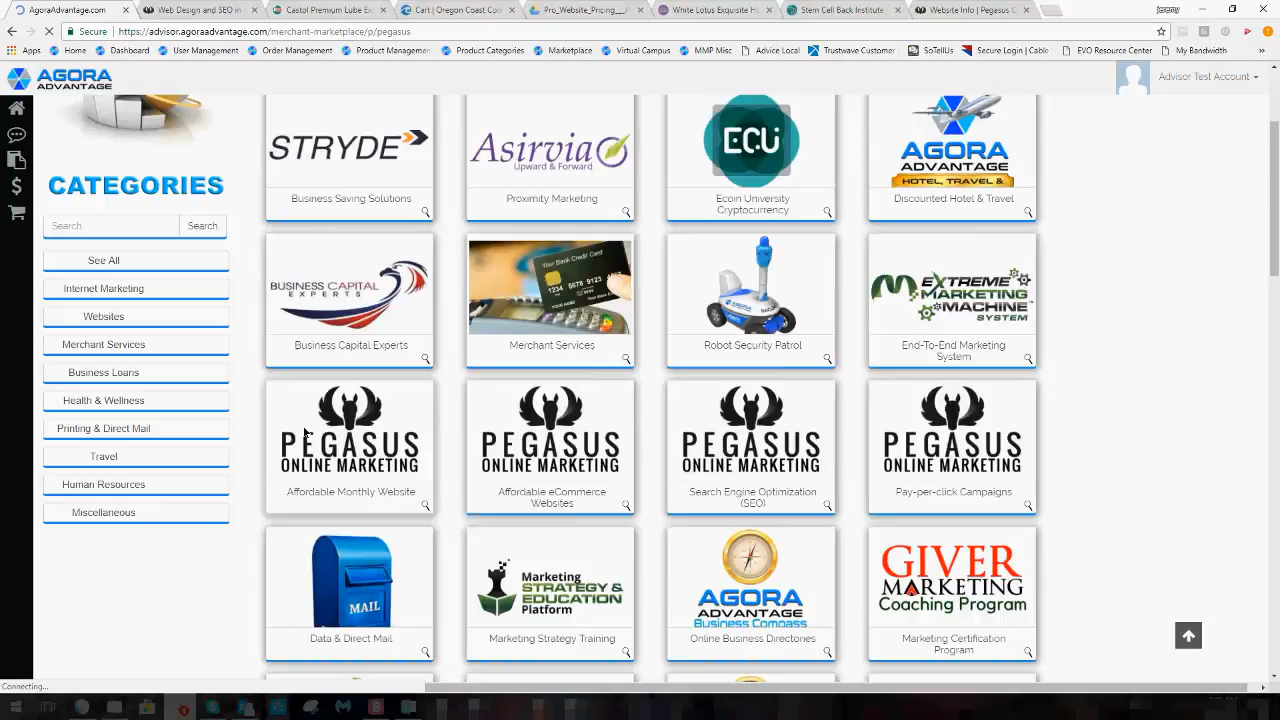 AgoraAdvantage.com
Web Design and SEO in
Castol Premium Lube Ex
Cart | Oregon Coast Com
Pro_Website_Pricing_
White Lotus Exquisite H
Stem Cell Back Institute
Website Info | Pegasus O
Jeremy
Secure
https://advisor.agoraadvantage.com/merchant-marketplace/p/pegasus
Home
Dashboard
User Management
Order Management
Product Management
Product Categories
Marketplace
Virtual Campus
MMMisc
Advice Local
Trustwave Customer
SoTellUs
Secure Login | Cable
EVO Resource Center
My Bandwidth
AGORA
ADVANTAGE
Advisor Test Account
CATEGORIES
Search
Search
See All
Internet Marketing
Websites
Merchant Services
Business Loans
Health & Wellness
Printing & Direct Mail
Travel
Human Resources
Miscellaneous
STRYDE
Business Saving Solutions
Asirvia
Upward & Forward
Proximity Marketing
ECU
Ecoin University
Cryptocurrency
AGORA
ADVANTAGE
HOTEL, TRAVEL &
Discounted Hotel & Travel
BUSINESS CAPITAL
EXPERTS
Business Capital Experts
Your Bank Credit Card
Merchant Services
AGORA
Robot Security Patrol
EXTREME
MARKETING
MACHINE
SYSTEM
End-To-End Marketing
System
PEGASUS
ONLINE MARKETING
Affordable Monthly Website
PEGASUS
ONLINE MARKETING
Affordable eCommerce
Websites
PEGASUS
ONLINE MARKETING
Search Engine Optimization
(SEO)
PEGASUS
ONLINE MARKETING
Pay-per-click Campaigns
MAIL
Data & Direct Mail
Marketing
STRATEGY &
EDUCATION
Platform
Marketing Strategy Training
AGORA
ADVANTAGE
Business Compass
Online Business Directories
GIVER
MARKETING
Coaching Program
Marketing Certification
Program
Connecting...